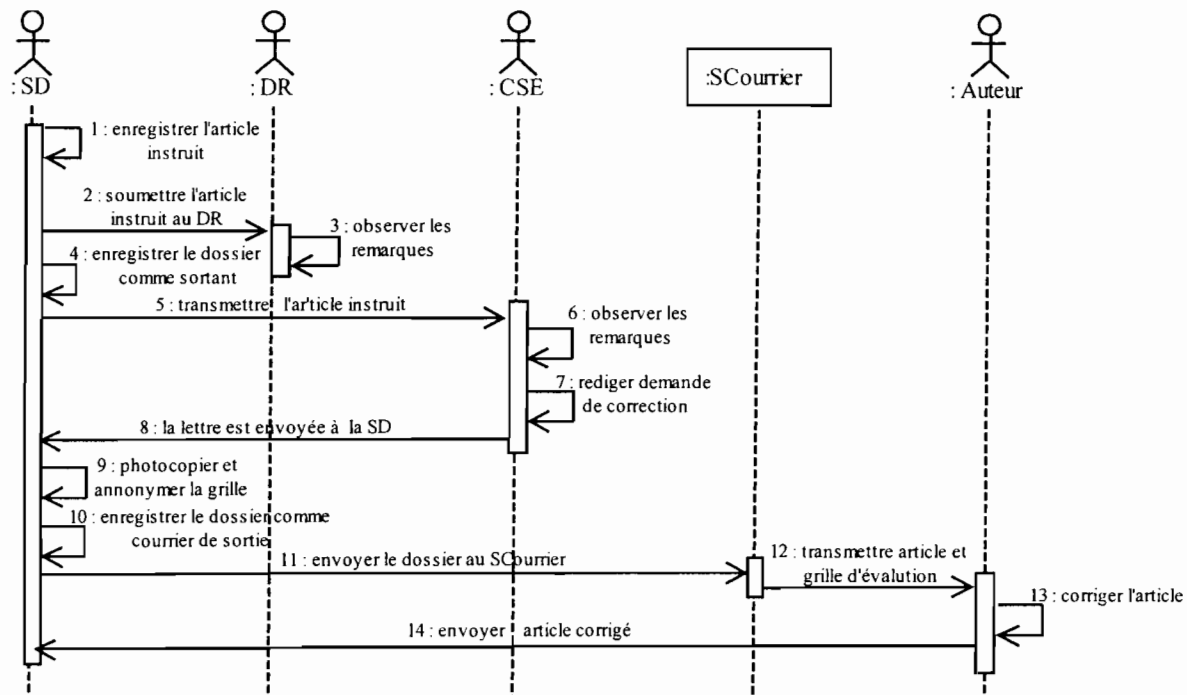 : SD
: DR
: CSE
:SCourrier
: Auteur
1 : enregistrer l'article
instruit
2 : soumettre l'article
instruit au DR
3 : observer les
remarques
4 : enregistrer le dossier
comme sortant
5 : transmettre l'article instruit
6 : observer les
remarques
7 : rediger demande
de correction
8 : la lettre est envoyée à la SD
9 : photocopier et
annonymer la grille
10 : enregistrer le dossier comme
courrier de sortie
11 : envoyer le dossier au SCourrier
12 : transmettre article et
grille d'évalution
13 : corriger l'article
14 : envoyer article corrigé